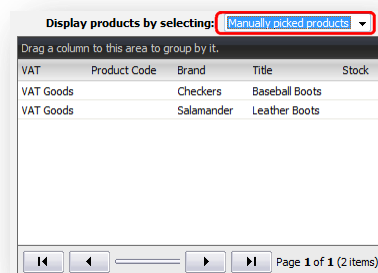 Display products by selecting: Manually picked products
Drag a column to this area to group by it.
VAT Product Code Brand Title Stock
VAT Goods Checkers Baseball Boots
VAT Goods Salamander Leather Boots
Page 1 of 1 (2 items)